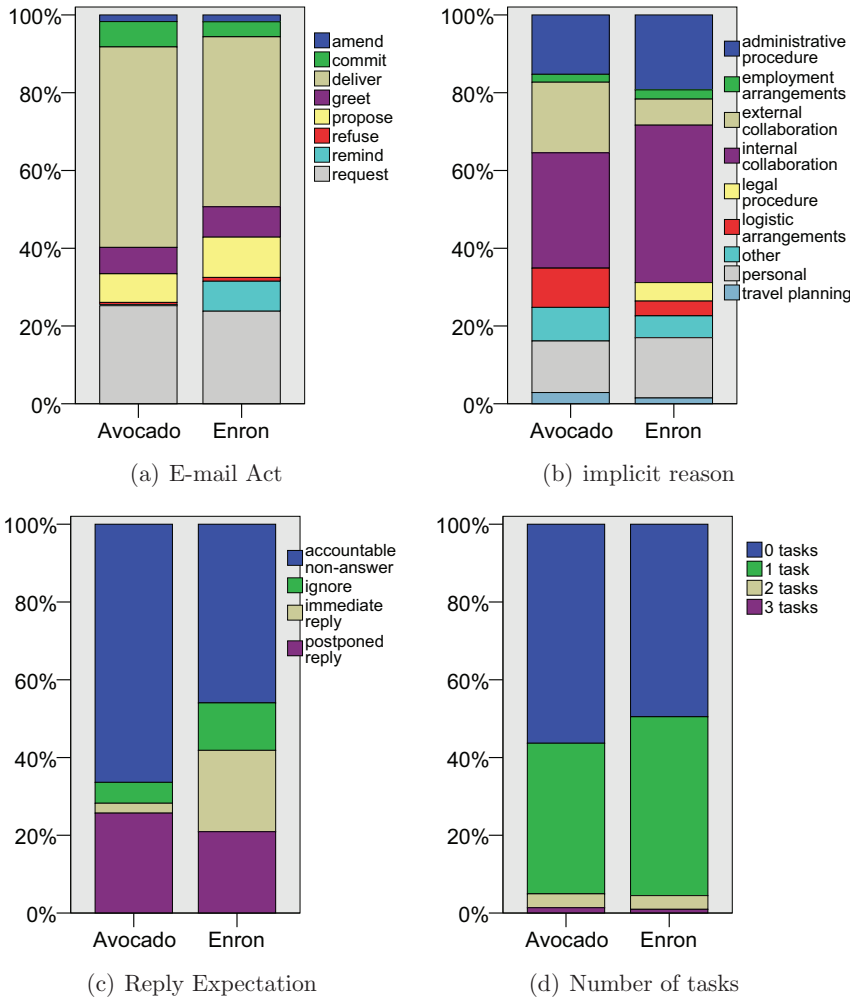 100%
80%
60%
40%
20%
0%
Avocado Enron
amend
commit
deliver
greet
propose
refuse
remind
request
(a) E-mail Act
100%
80%
60%
40%
20%
0%
Avocado Enron
administrative
procedure
employment
arrangements
external
collaboration
internal
collaboration
legal
procedure
logistic
arrangements
other
personal
travel planning
(b) implicit reason
100%
80%
60%
40%
20%
0%
Avocado Enron
accountable
non-answer
ignore
immediate
reply
postponed
reply
(c) Reply Expectation
100%
80%
60%
40%
20%
0%
Avocado Enron
0 tasks
1 task
2 tasks
3 tasks
(d) Number of tasks